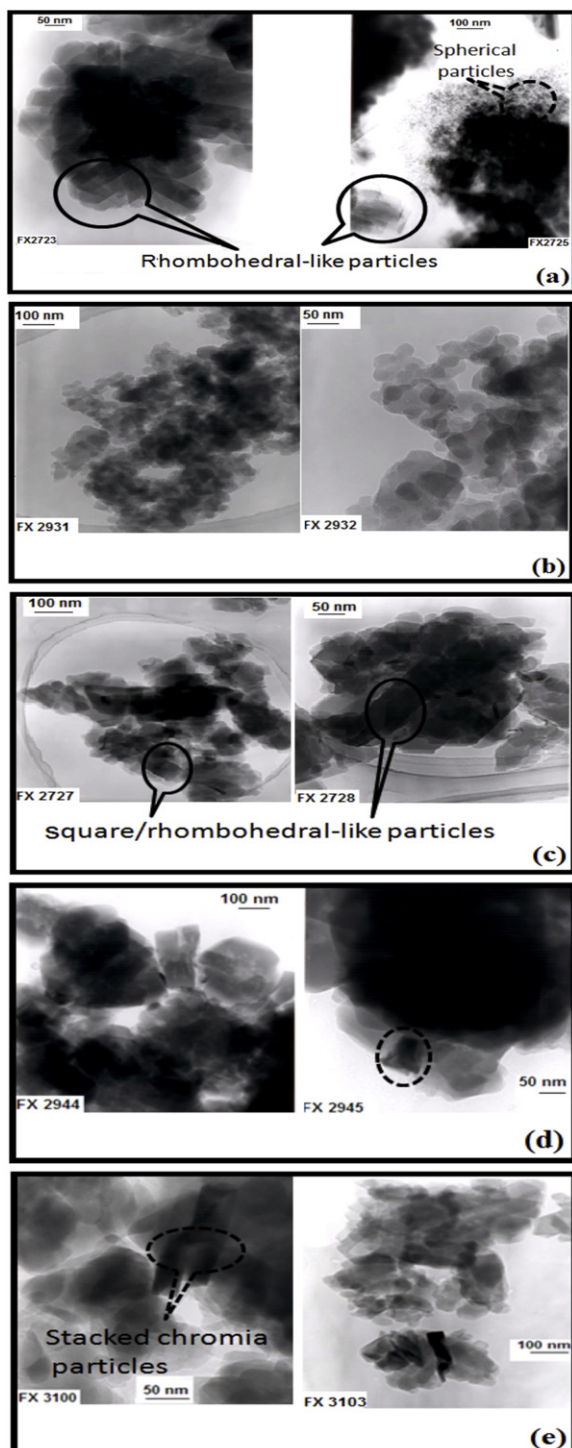 50 nm
100 nm
Spherical
particles
FX2723
FX2725
Rhombohedral-like particles
(a)
100 nm
50 nm
FX 2931
FX 2932
(b)
100 nm
50 nm
FX 2727
FX 2728
square/rhombohedral-like particles
(c)
100 nm
FX 2944
FX 2945
50 nm
(d)
Stacked chromia
particles
FX 3100
50 nm
FX 3103
100 nm
(e)